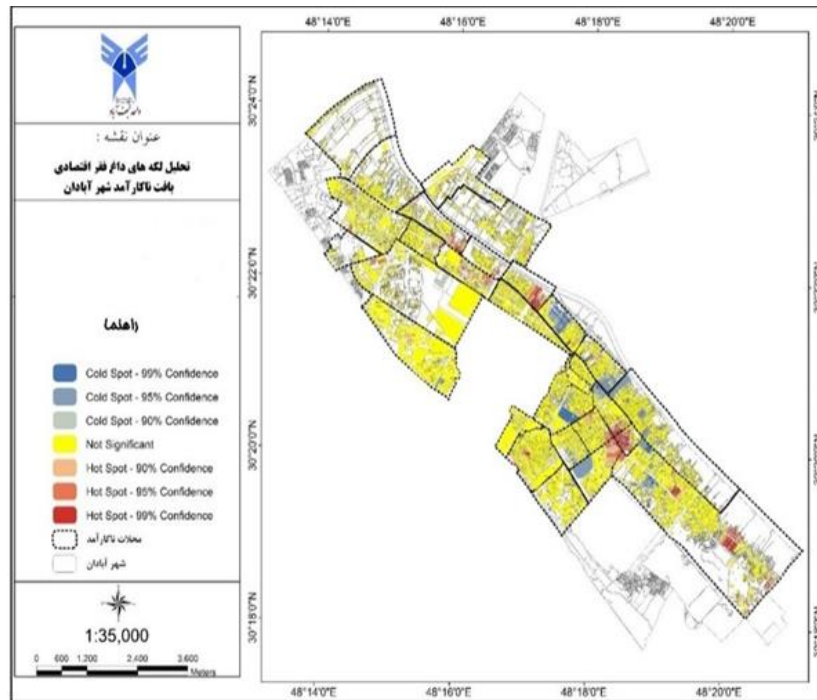 48°14'0"E 48°16'0"E 48°18'0"E 48°20'0"E
عنوان نقشه :
تحلیل لکه های داغ فقر اقتصادی
بافت ناکارآمد شهر آبادان
راهنما
Cold Spot - 99% Confidence
Cold Spot - 95% Confidence
Cold Spot - 90% Confidence
Not Significant
Hot Spot - 90% Confidence
Hot Spot - 95% Confidence
Hot Spot - 99% Confidence
محلات ناکارآمد
شهر آبادان
1:35,000
0 600 1,200 2,400 3,600
Meters
30°24'0"N
30°22'0"N
30°20'0"N
30°18'0"N
48°14'0"E 48°16'0"E 48°18'0"E 48°20'0"E